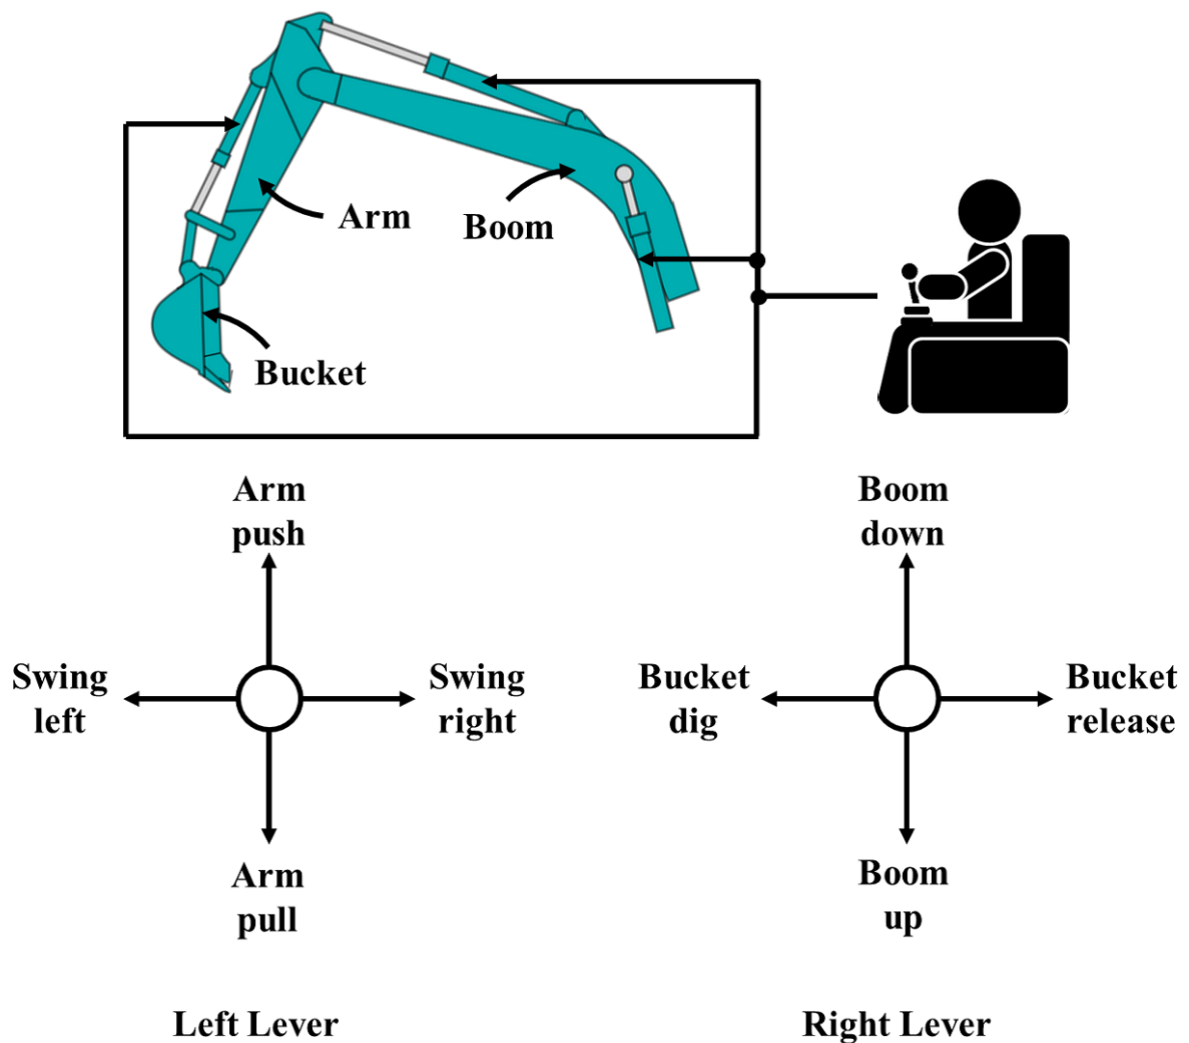 Arm
Boom
Bucket
Arm
push
Boom
down
Swing
left
Swing
right
Bucket
dig
Bucket
release
Arm
pull
Boom
up
Left Lever
Right Lever